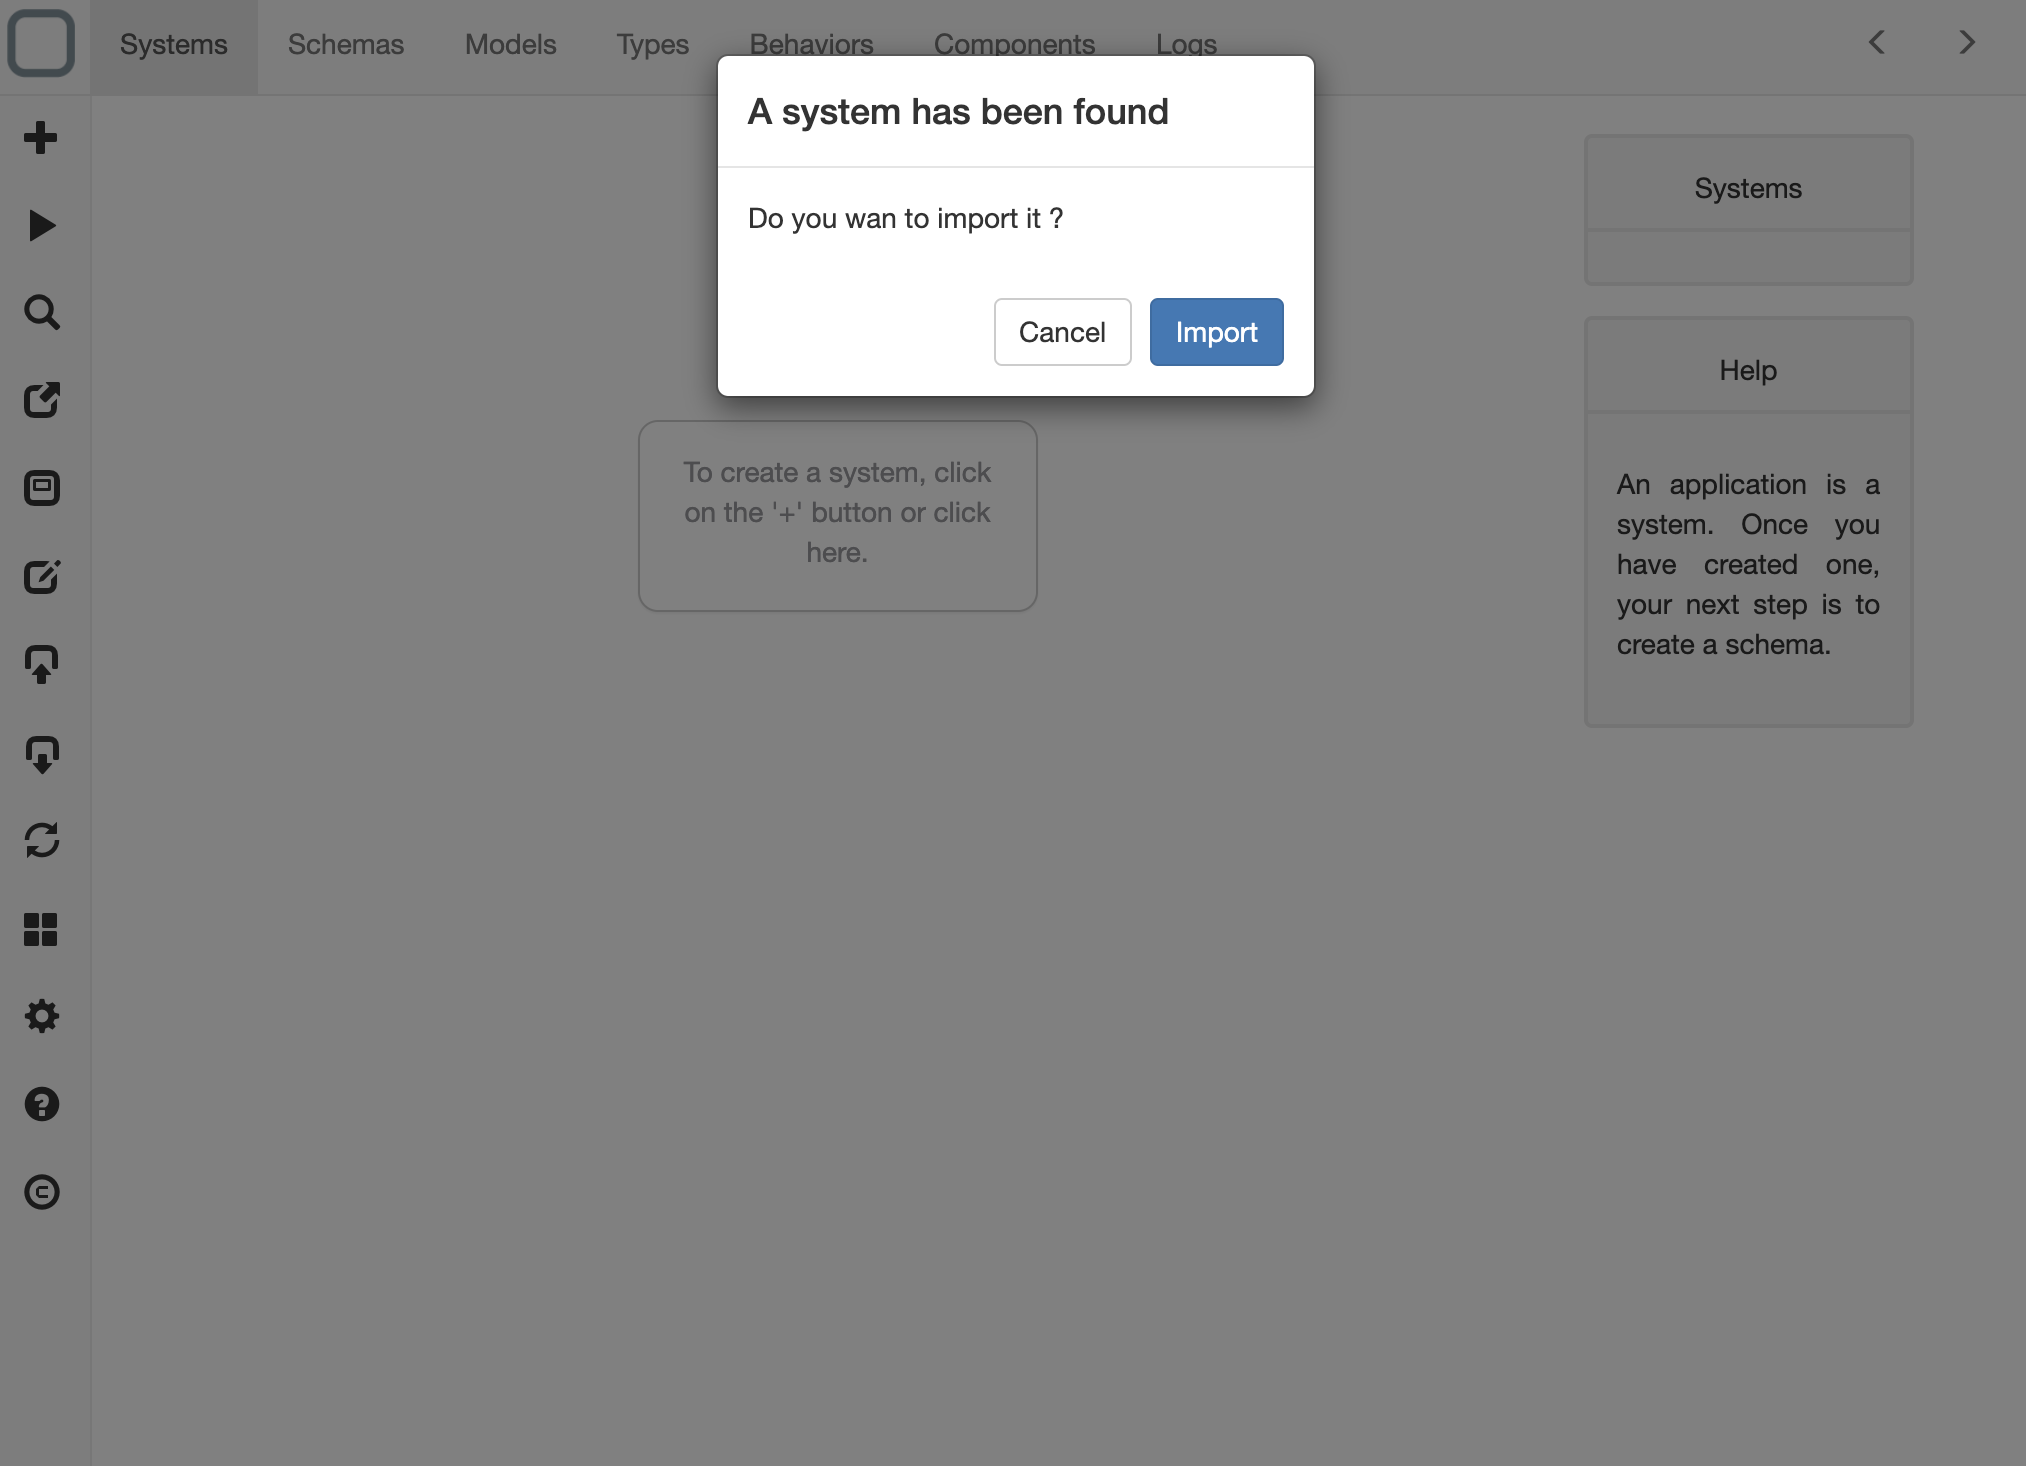 Systems
Schemas
Models
Types
Behaviors
Components
Logs
A system has been found
Do you wan to import it ?
Cancel
Import
To create a system, click
on the '+' button or click
here.
Systems
Help
An application is a
system. Once you
have created one,
your next step is to
create a schema.